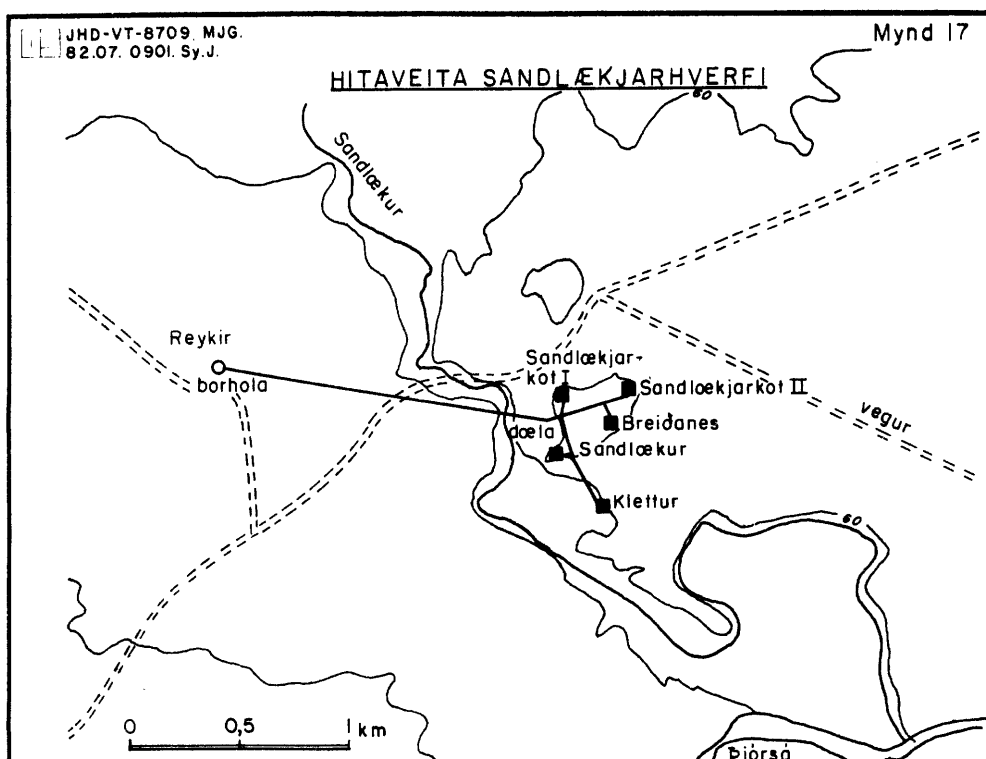 JHD-VT-8709 MJG.
82.07. 0901. Sy.J.
Mynd 17
HITAVEITA SANDLÆKJARHVERFI
60
Sandlækur
Reykir
borhola
Sandlækjar-
kot I
Sandlækjarkot II
Breiðanes
dæla
Sandlækur
vegur
Klettur
60
0 0,5 1 km
Þjórsá